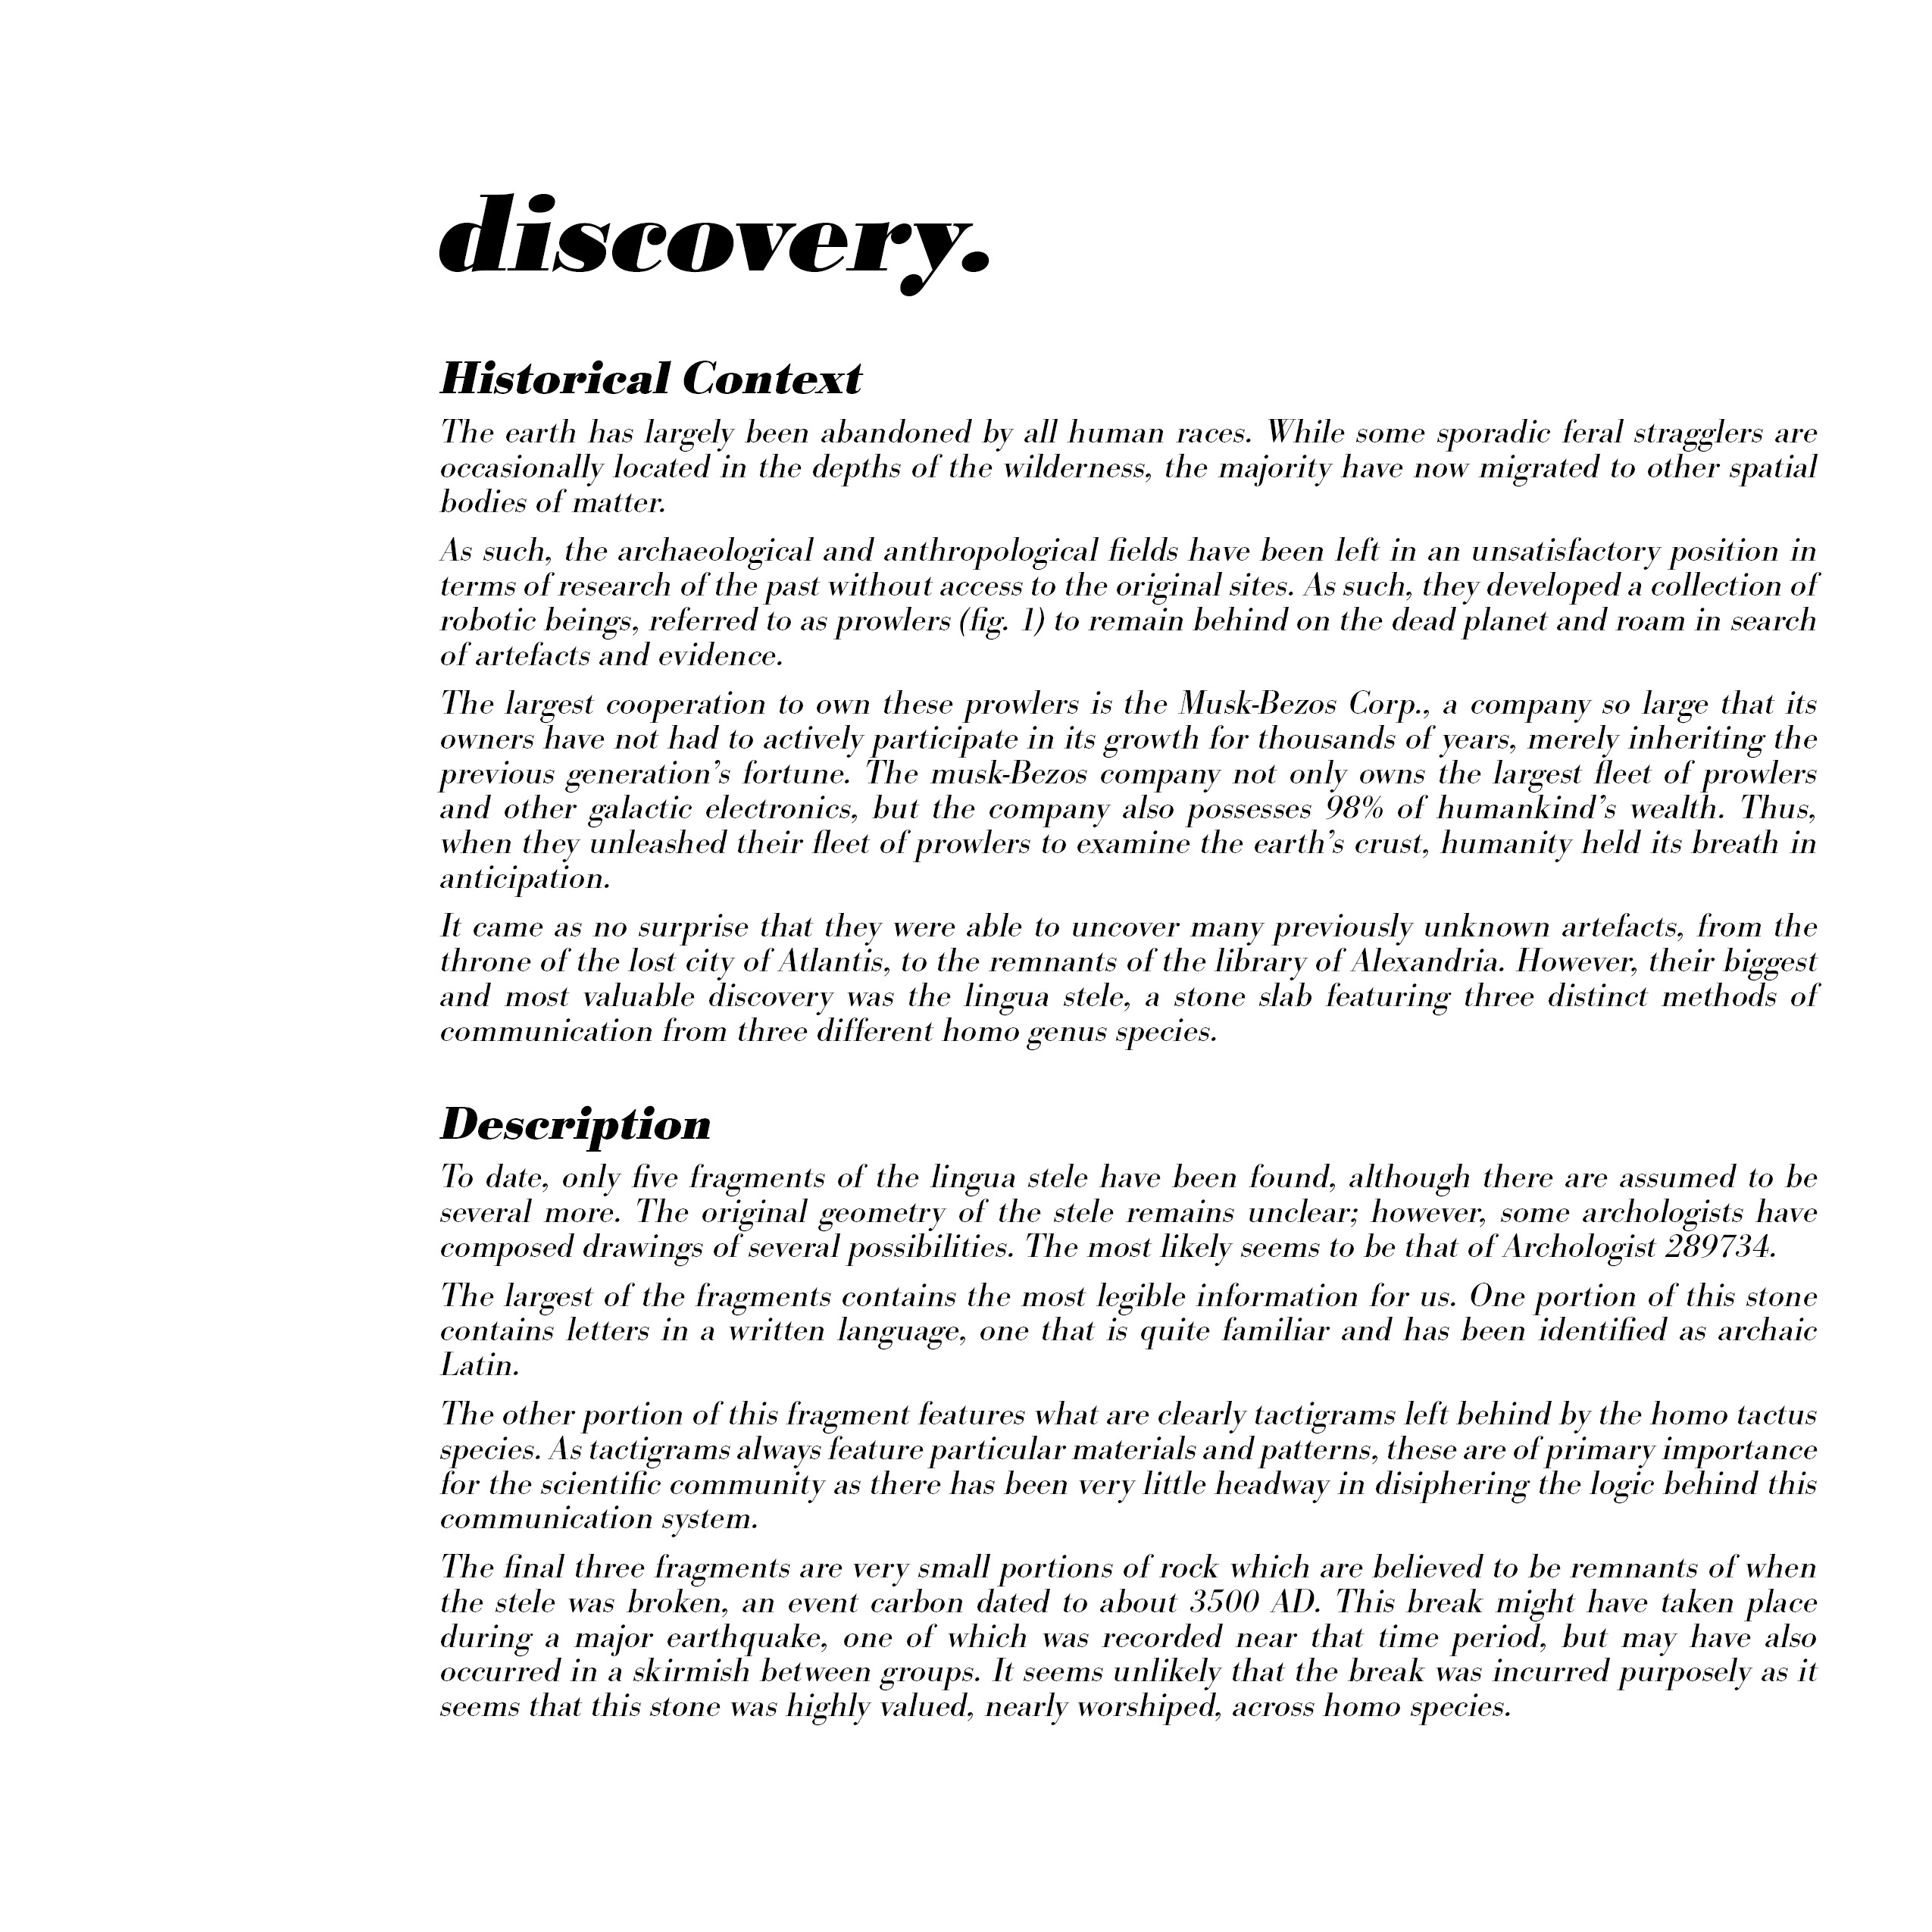 discovery.
Historical Context
The earth has largely been abandoned by all human races. While some sporadic feral stragglers are
occasionally located in the depths of the wilderness, the majority have now migrated to other spatial
bodies of matter.
As such, the archaeological and anthropological fields have been left in an unsatisfactory position in
terms of research of the past without access to the original sites. As such, they developed a collection of
robotic beings, referred to as prowlers (fig. 1) to remain behind on the dead planet and roam in search
of artefacts and evidence.
The largest cooperation to own these prowlers is the Musk-Bezos Corp., a company so large that its
owners have not had to actively participate in its growth for thousands of years, merely inheriting the
previous generation’s fortune. The musk-Bezos company not only owns the largest fleet of prowlers
and other galactic electronics, but the company also possesses 98% of humankind’s wealth. Thus,
when they unleashed their fleet of prowlers to examine the earth’s crust, humanity held its breath in
anticipation.
It came as no surprise that they were able to uncover many previously unknown artefacts, from the
throne of the lost city of Atlantis, to the remnants of the library of Alexandria. However, their biggest
and most valuable discovery was the lingua stele, a stone slab featuring three distinct methods of
communication from three different homo genus species.
Description
To date, only five fragments of the lingua stele have been found, although there are assumed to be
several more. The original geometry of the stele remains unclear; however, some archologists have
composed drawings of several possibilities. The most likely seems to be that of Archologist 289734.
The largest of the fragments contains the most legible information for us. One portion of this stone
contains letters in a written language, one that is quite familiar and has been identified as archaic
Latin.
The other portion of this fragment features what are clearly tactigrams left behind by the homo tactus
species. As tactigrams always feature particular materials and patterns, these are of primary importance
for the scientific community as there has been very little headway in disiphering the logic behind this
communication system.
The final three fragments are very small portions of rock which are believed to be remnants of when
the stele was broken, an event carbon dated to about 3500 AD. This break might have taken place
during a major earthquake, one of which was recorded near that time period, but may have also
occurred in a skirmish between groups. It seems unlikely that the break was incurred purposely as it
seems that this stone was highly valued, nearly worshiped, across homo species.